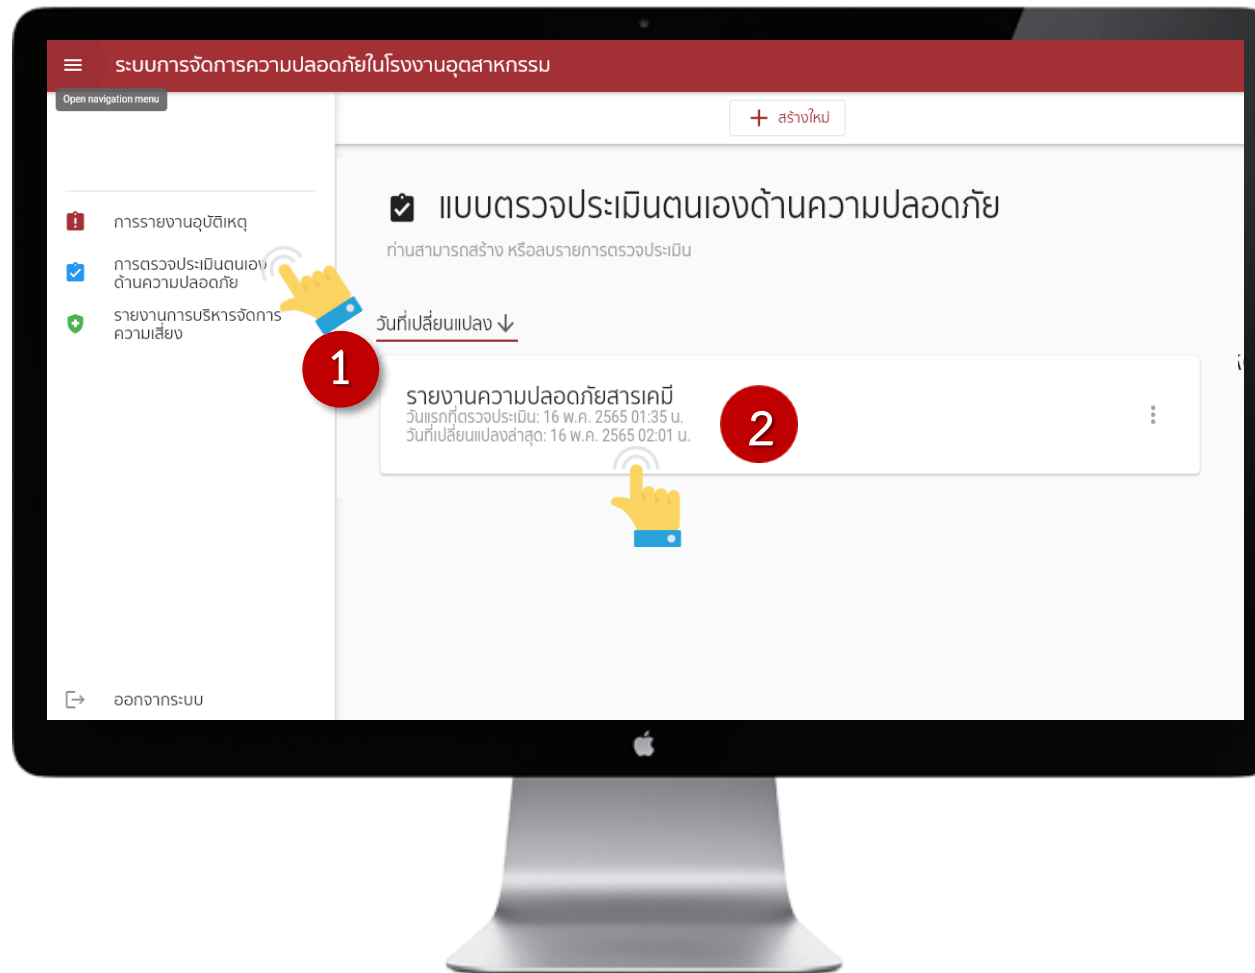 ระบบการจัดการความปลอดภัยในโรงงานอุตสาหกรรม
Open navigation menu
สร้างใหม่
แบบตรวจประเมินตนเองด้านความปลอดภัย
ท่านสามารถสร้าง หรือลบรายการตรวจประเมิน
การรายงานอุบัติเหตุ
การตรวจประเมินตนเอง
ด้านความปลอดภัย
รายงานการบริหารจัดการ
ความเสี่ยง
วันที่เปลี่ยนแปลง
1
รายงานความปลอดภัยสารเคมี
วันแรกที่ตรวจประเมิน: 16 พ.ค. 2565 01:35 น.
วันที่เปลี่ยนแปลงล่าสุด: 16 พ.ค. 2565 02:01 น.
2
ออกจากระบบ